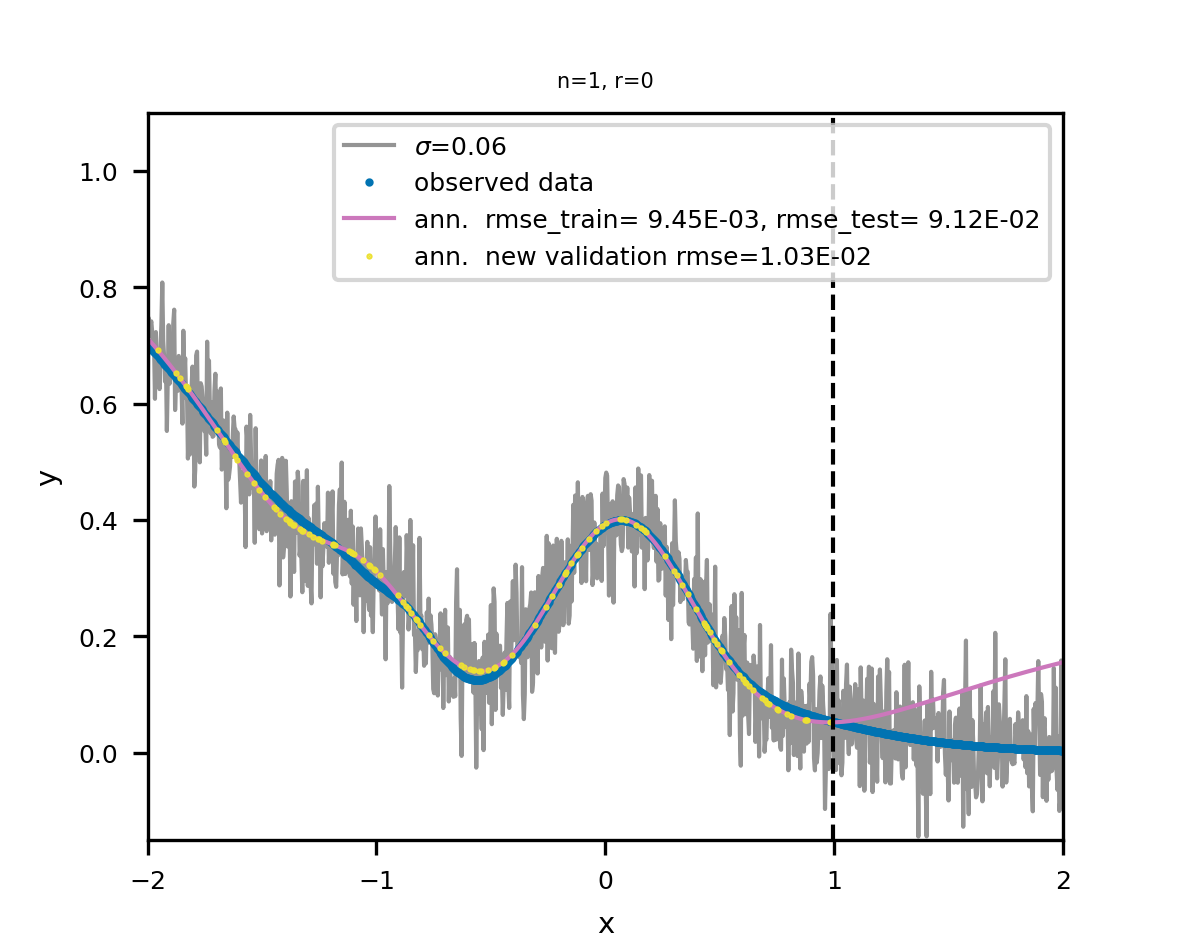 n=1, r=0
σ=0.06
observed data
ann.  rmse_train= 9.45E-03, rmse_test= 9.12E-02
ann.  new validation rmse=1.03E-02
1.0
0.8
0.6
0.4
0.2
0.0
y
−2 −1 0 1 2
x